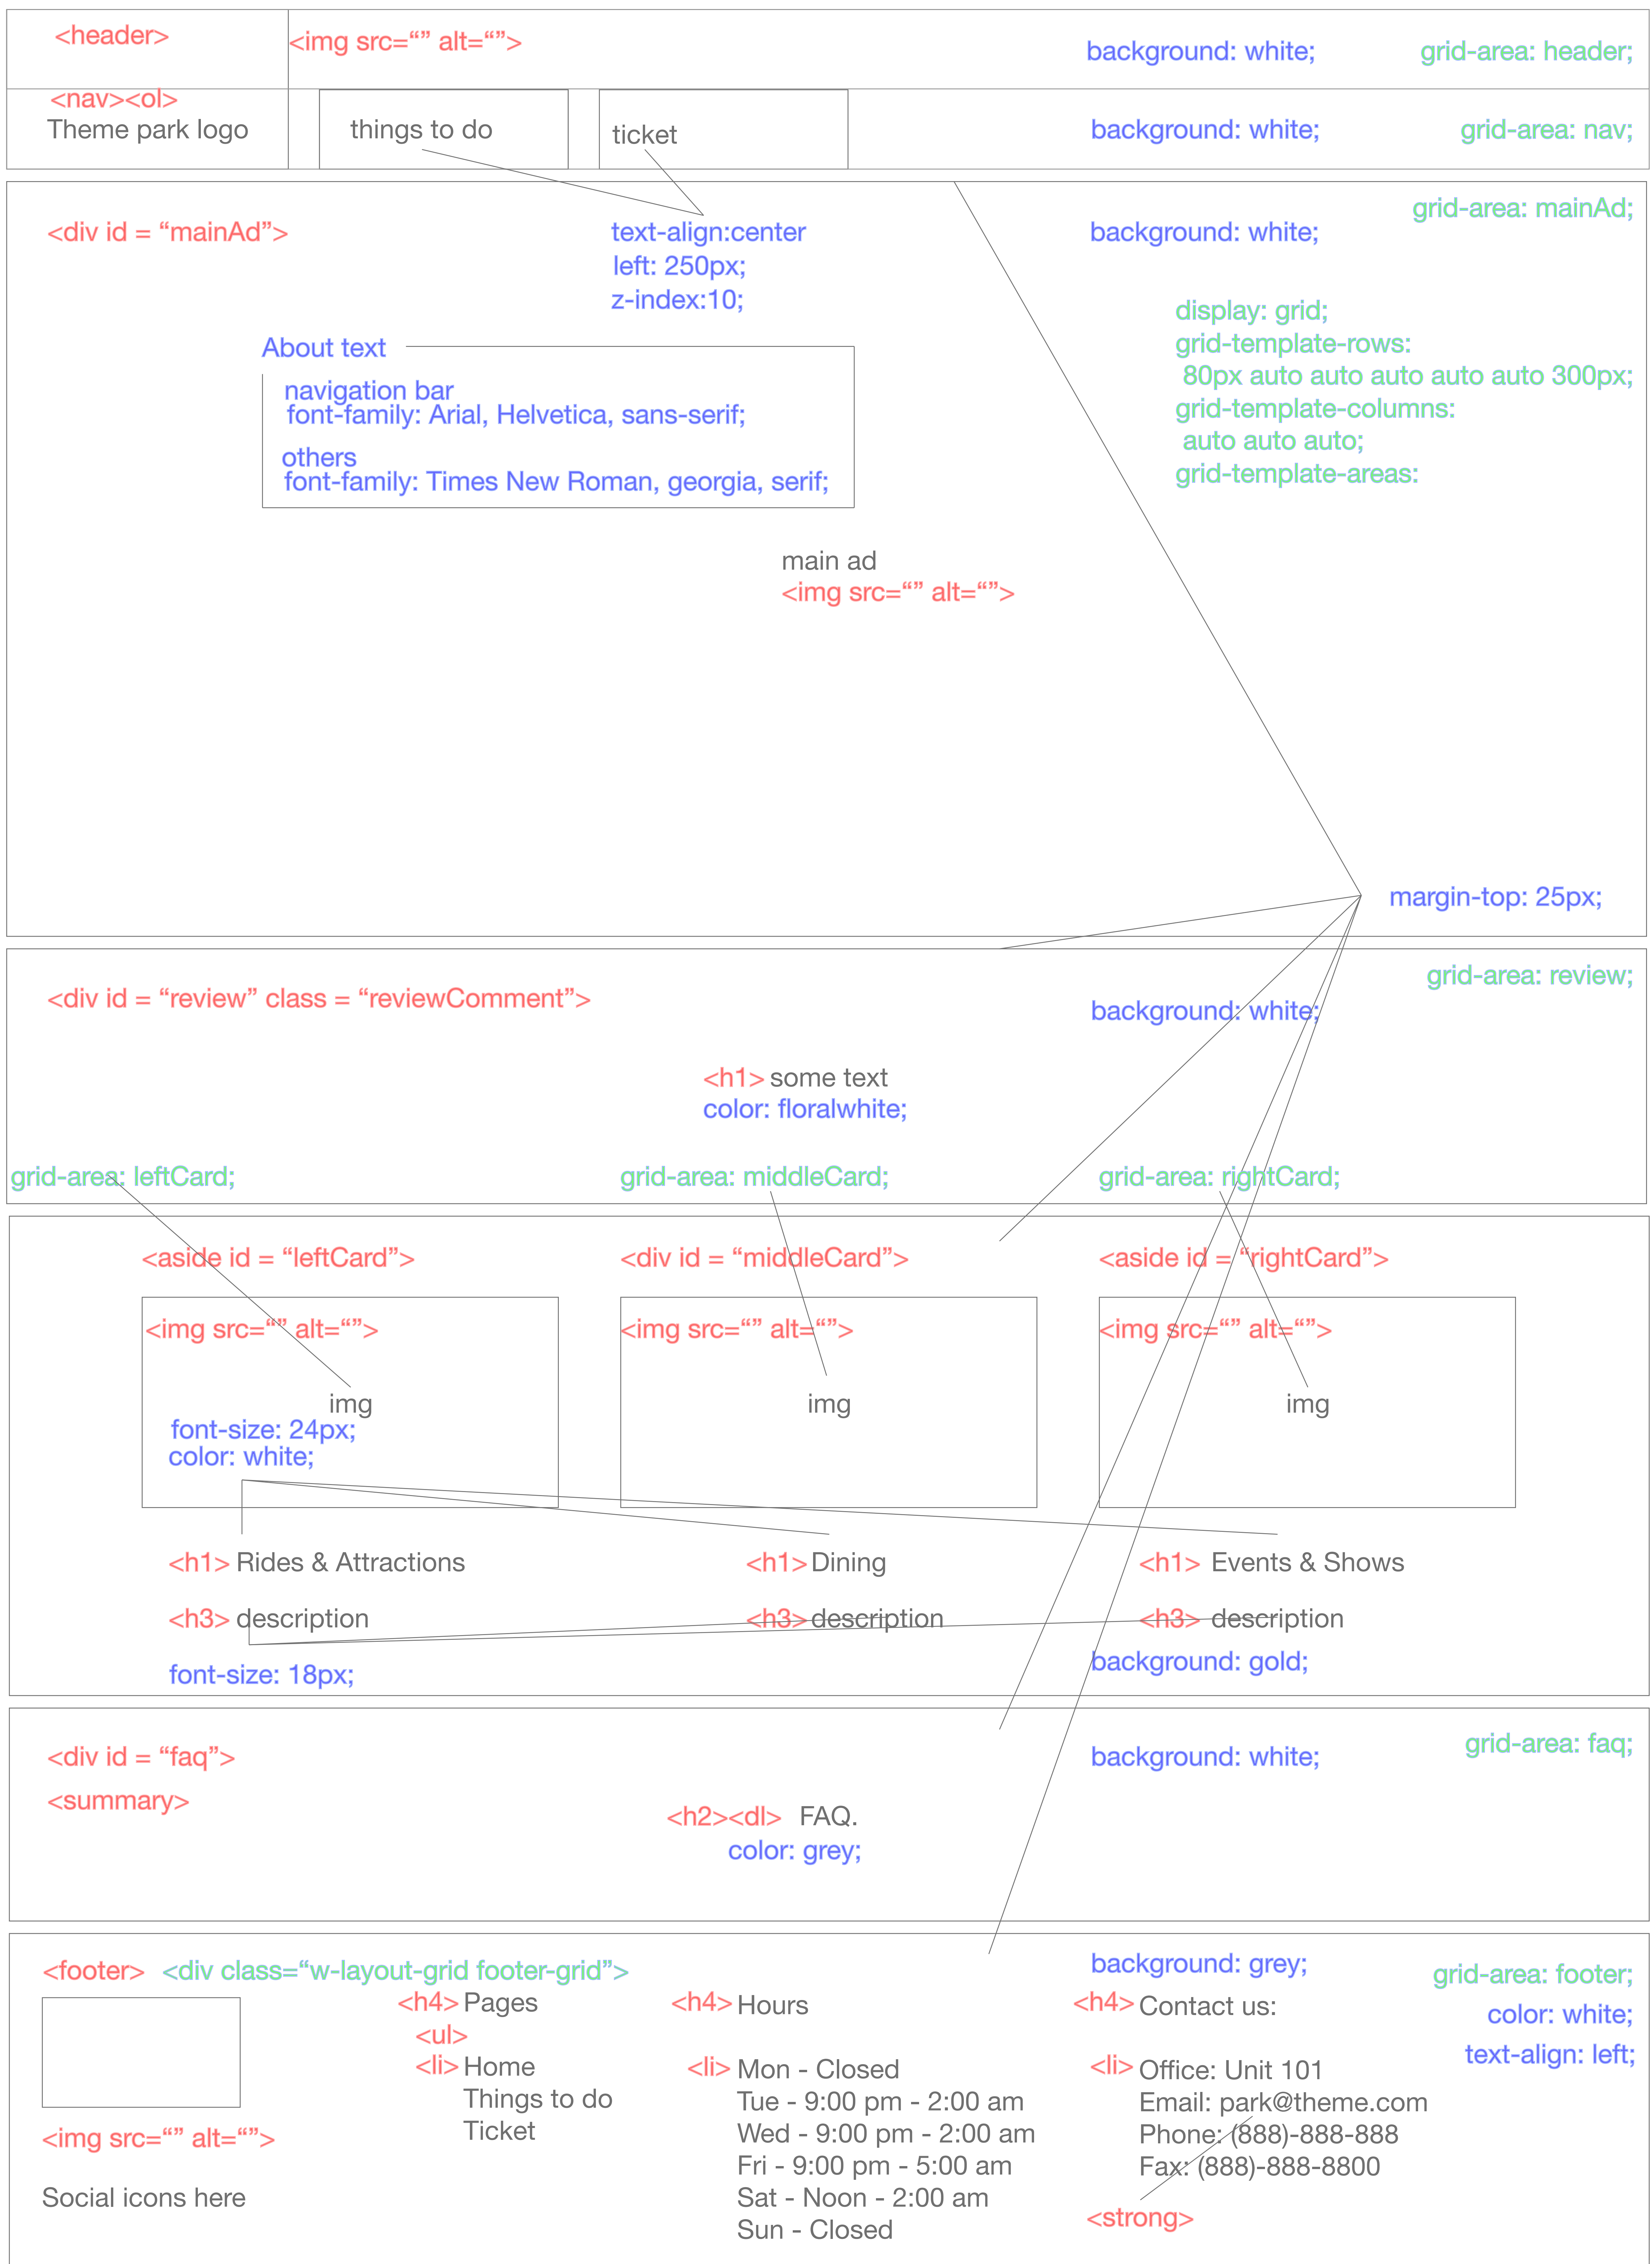 <header>
<img src=“” alt=“”>
background: white;
grid-area: header;
<nav><ol>
Theme park logo
things to do
ticket
background: white;
grid-area: nav;
grid-area: mainAd;
<div id = “mainAd”>
text-align:center
left: 250px;
z-index:10;
background: white;
display: grid;
grid-template-rows:
80px auto auto auto auto auto 300px;
grid-template-columns:
auto auto auto;
grid-template-areas:
About text
navigation bar
font-family: Arial, Helvetica, sans-serif;
others
font-family: Times New Roman, georgia, serif;
main ad
<img src=“” alt=“”>
margin-top: 25px;
grid-area: review;
<div id = “review” class = “reviewComment”>
background: white;
<h1> some text
color: floralwhite;
grid-area: leftCard;
grid-area: middleCard;
grid-area: rightCard;
<aside id = “leftCard”>
<div id = “middleCard”>
<aside id = “rightCard”>
<img src=“” alt=“”>
<img src=“” alt=“”>
<img src=“” alt=“”>
img
img
img
font-size: 24px;
color: white;
<h1> Rides & Attractions
<h1> Dining
<h1> Events & Shows
<h3> description
<h3> description
<h3> description
font-size: 18px;
background: gold;
<div id = “faq”>
background: white;
grid-area: faq;
<summary>
<h2><dl> FAQ.
color: grey;
<footer> <div class=“w-layout-grid footer-grid”>
background: grey;
grid-area: footer;
color: white;
text-align: left;
<img src=“” alt=“”>
Social icons here
<h4> Pages
<ul>
<li> Home
Things to do
Ticket
<h4> Hours
<li> Mon - Closed
Tue - 9:00 pm - 2:00 am
Wed - 9:00 pm - 2:00 am
Fri - 9:00 pm - 5:00 am
Sat - Noon - 2:00 am
Sun - Closed
<h4> Contact us:
<li> Office: Unit 101
Email: park@theme.com
Phone: (888)-888-888
Fax: (888)-888-8800
<strong>